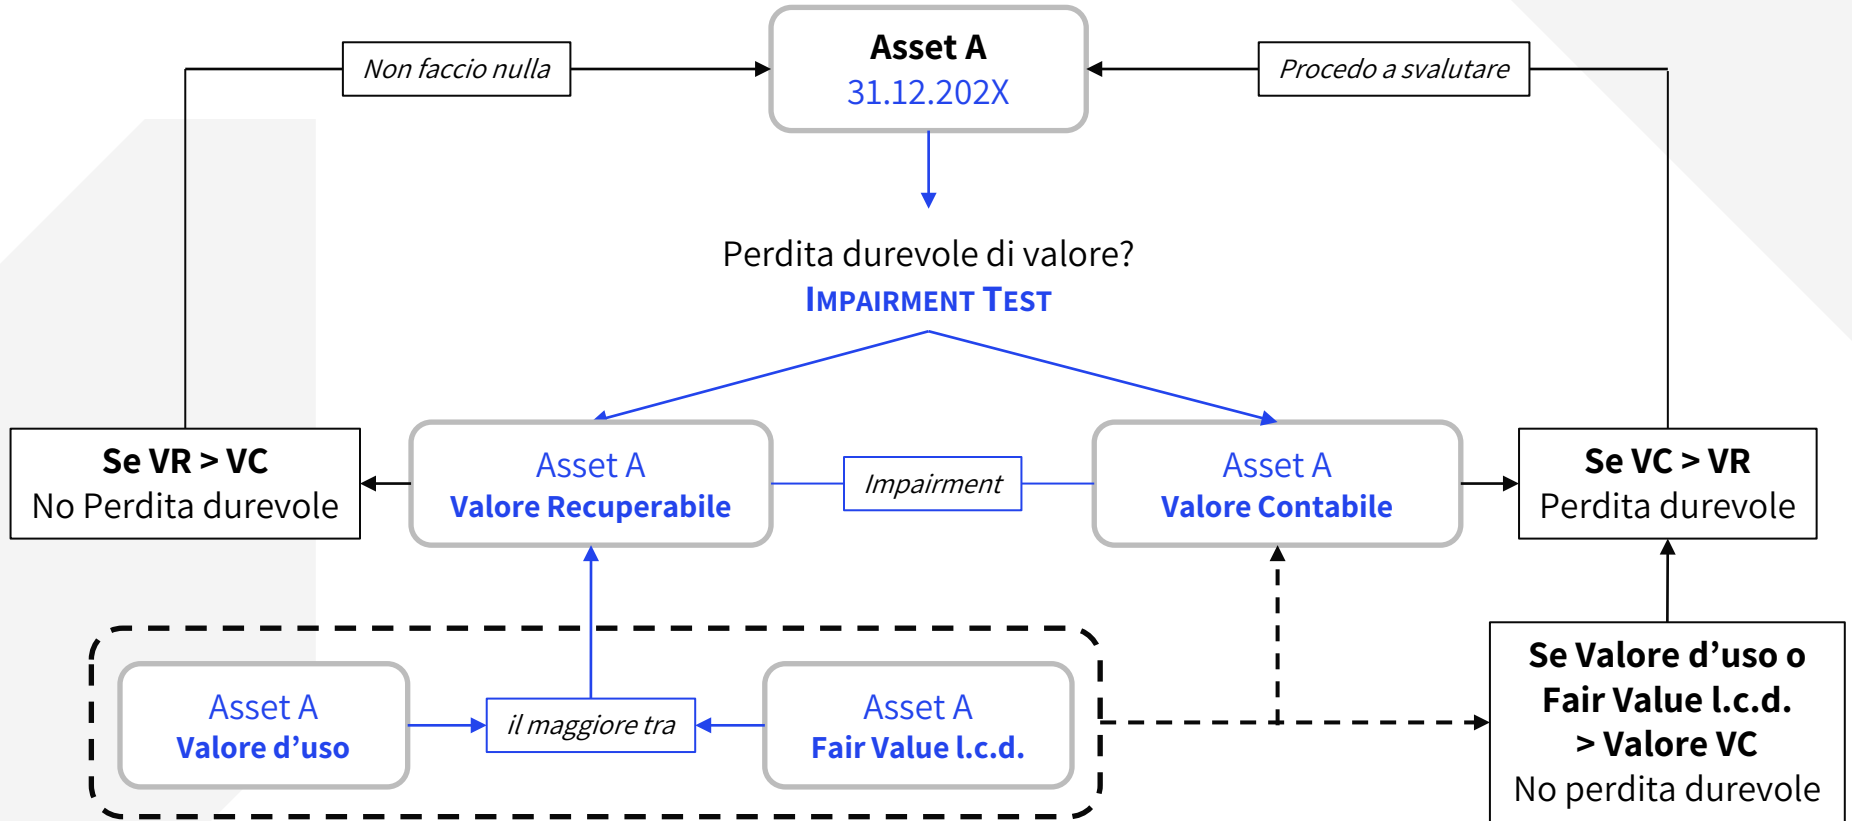 Asset A
31.12.202X
Non faccio nulla
Procedo a svalutare
Perdita durevole di valore?
IMPAIRMENT TEST
Se VR > VC
No Perdita durevole
Asset A
Valore Recuperabile
Impairment
Asset A
Valore Contabile
Se VC > VR
Perdita durevole
Asset A
Valore d’uso
il maggiore tra
Asset A
Fair Value l.c.d.
Se Valore d’uso o
Fair Value l.c.d.
> Valore VC
No perdita durevole